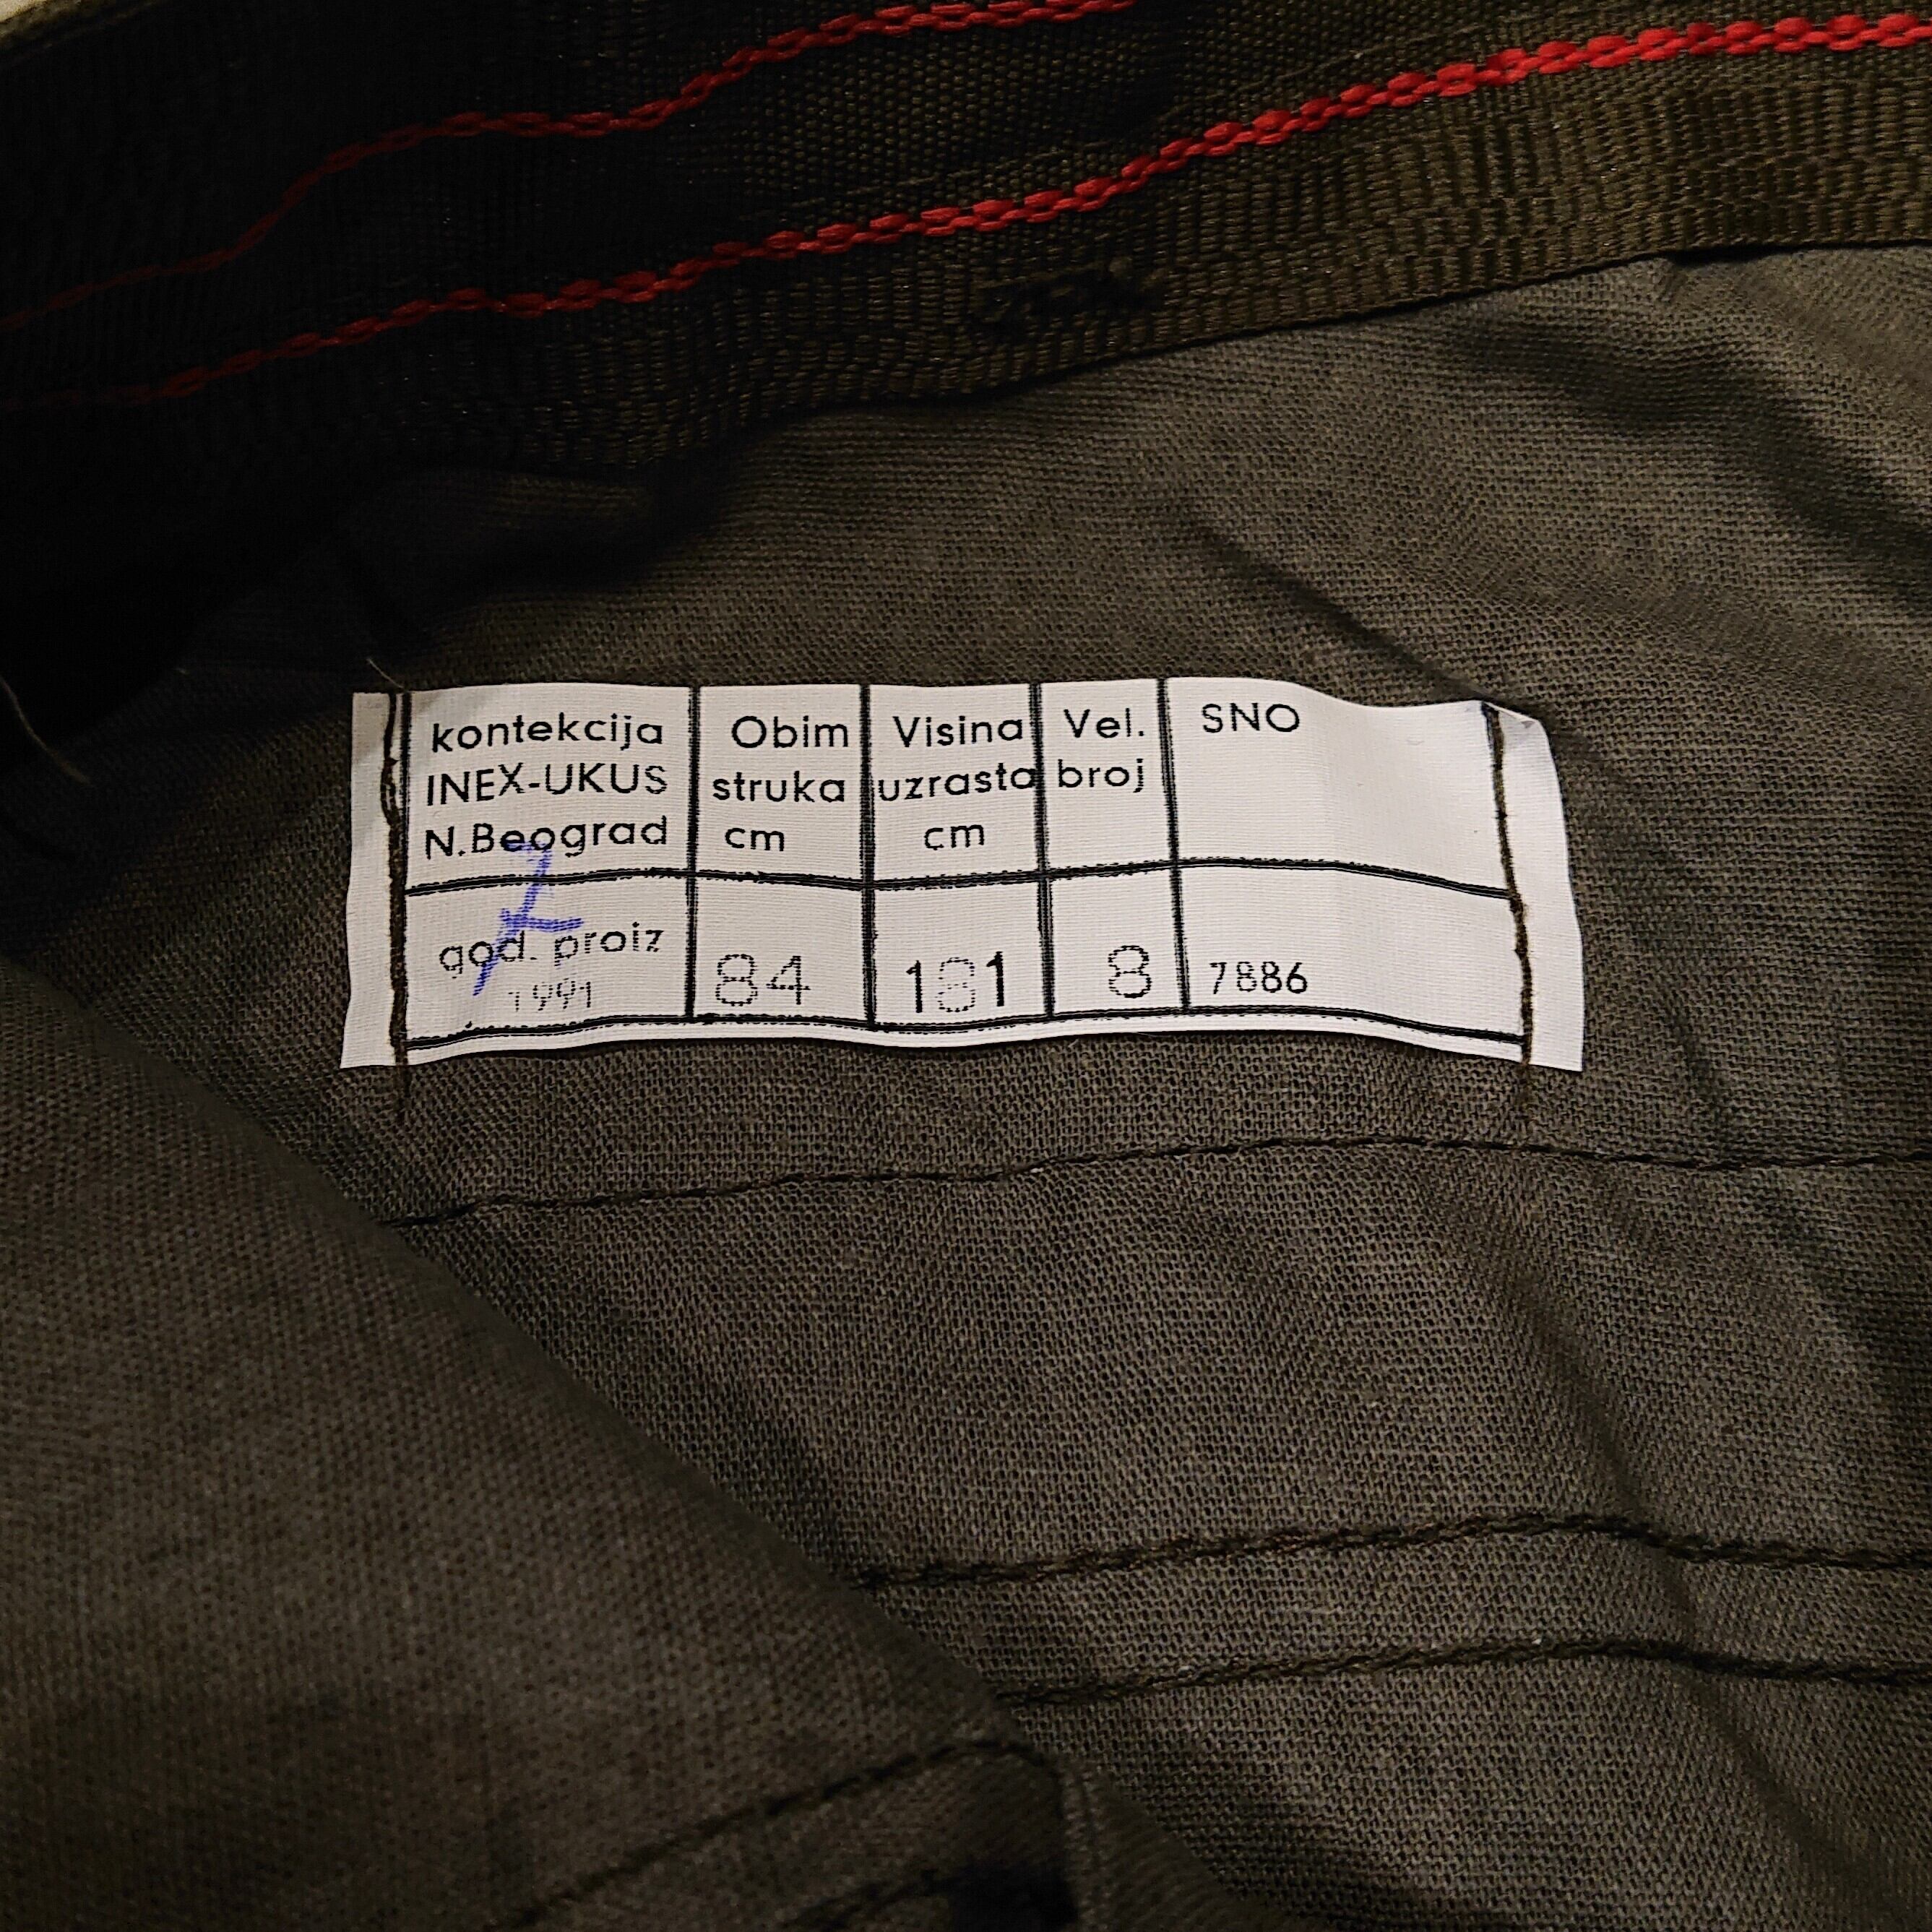 kontekcija
INEX-UKUS
N.Beograd
Obim
struka
cm
Visina
uzrasta
cm
Vel.
broj
SNO
god. proiz
1991
84
181
8
7886